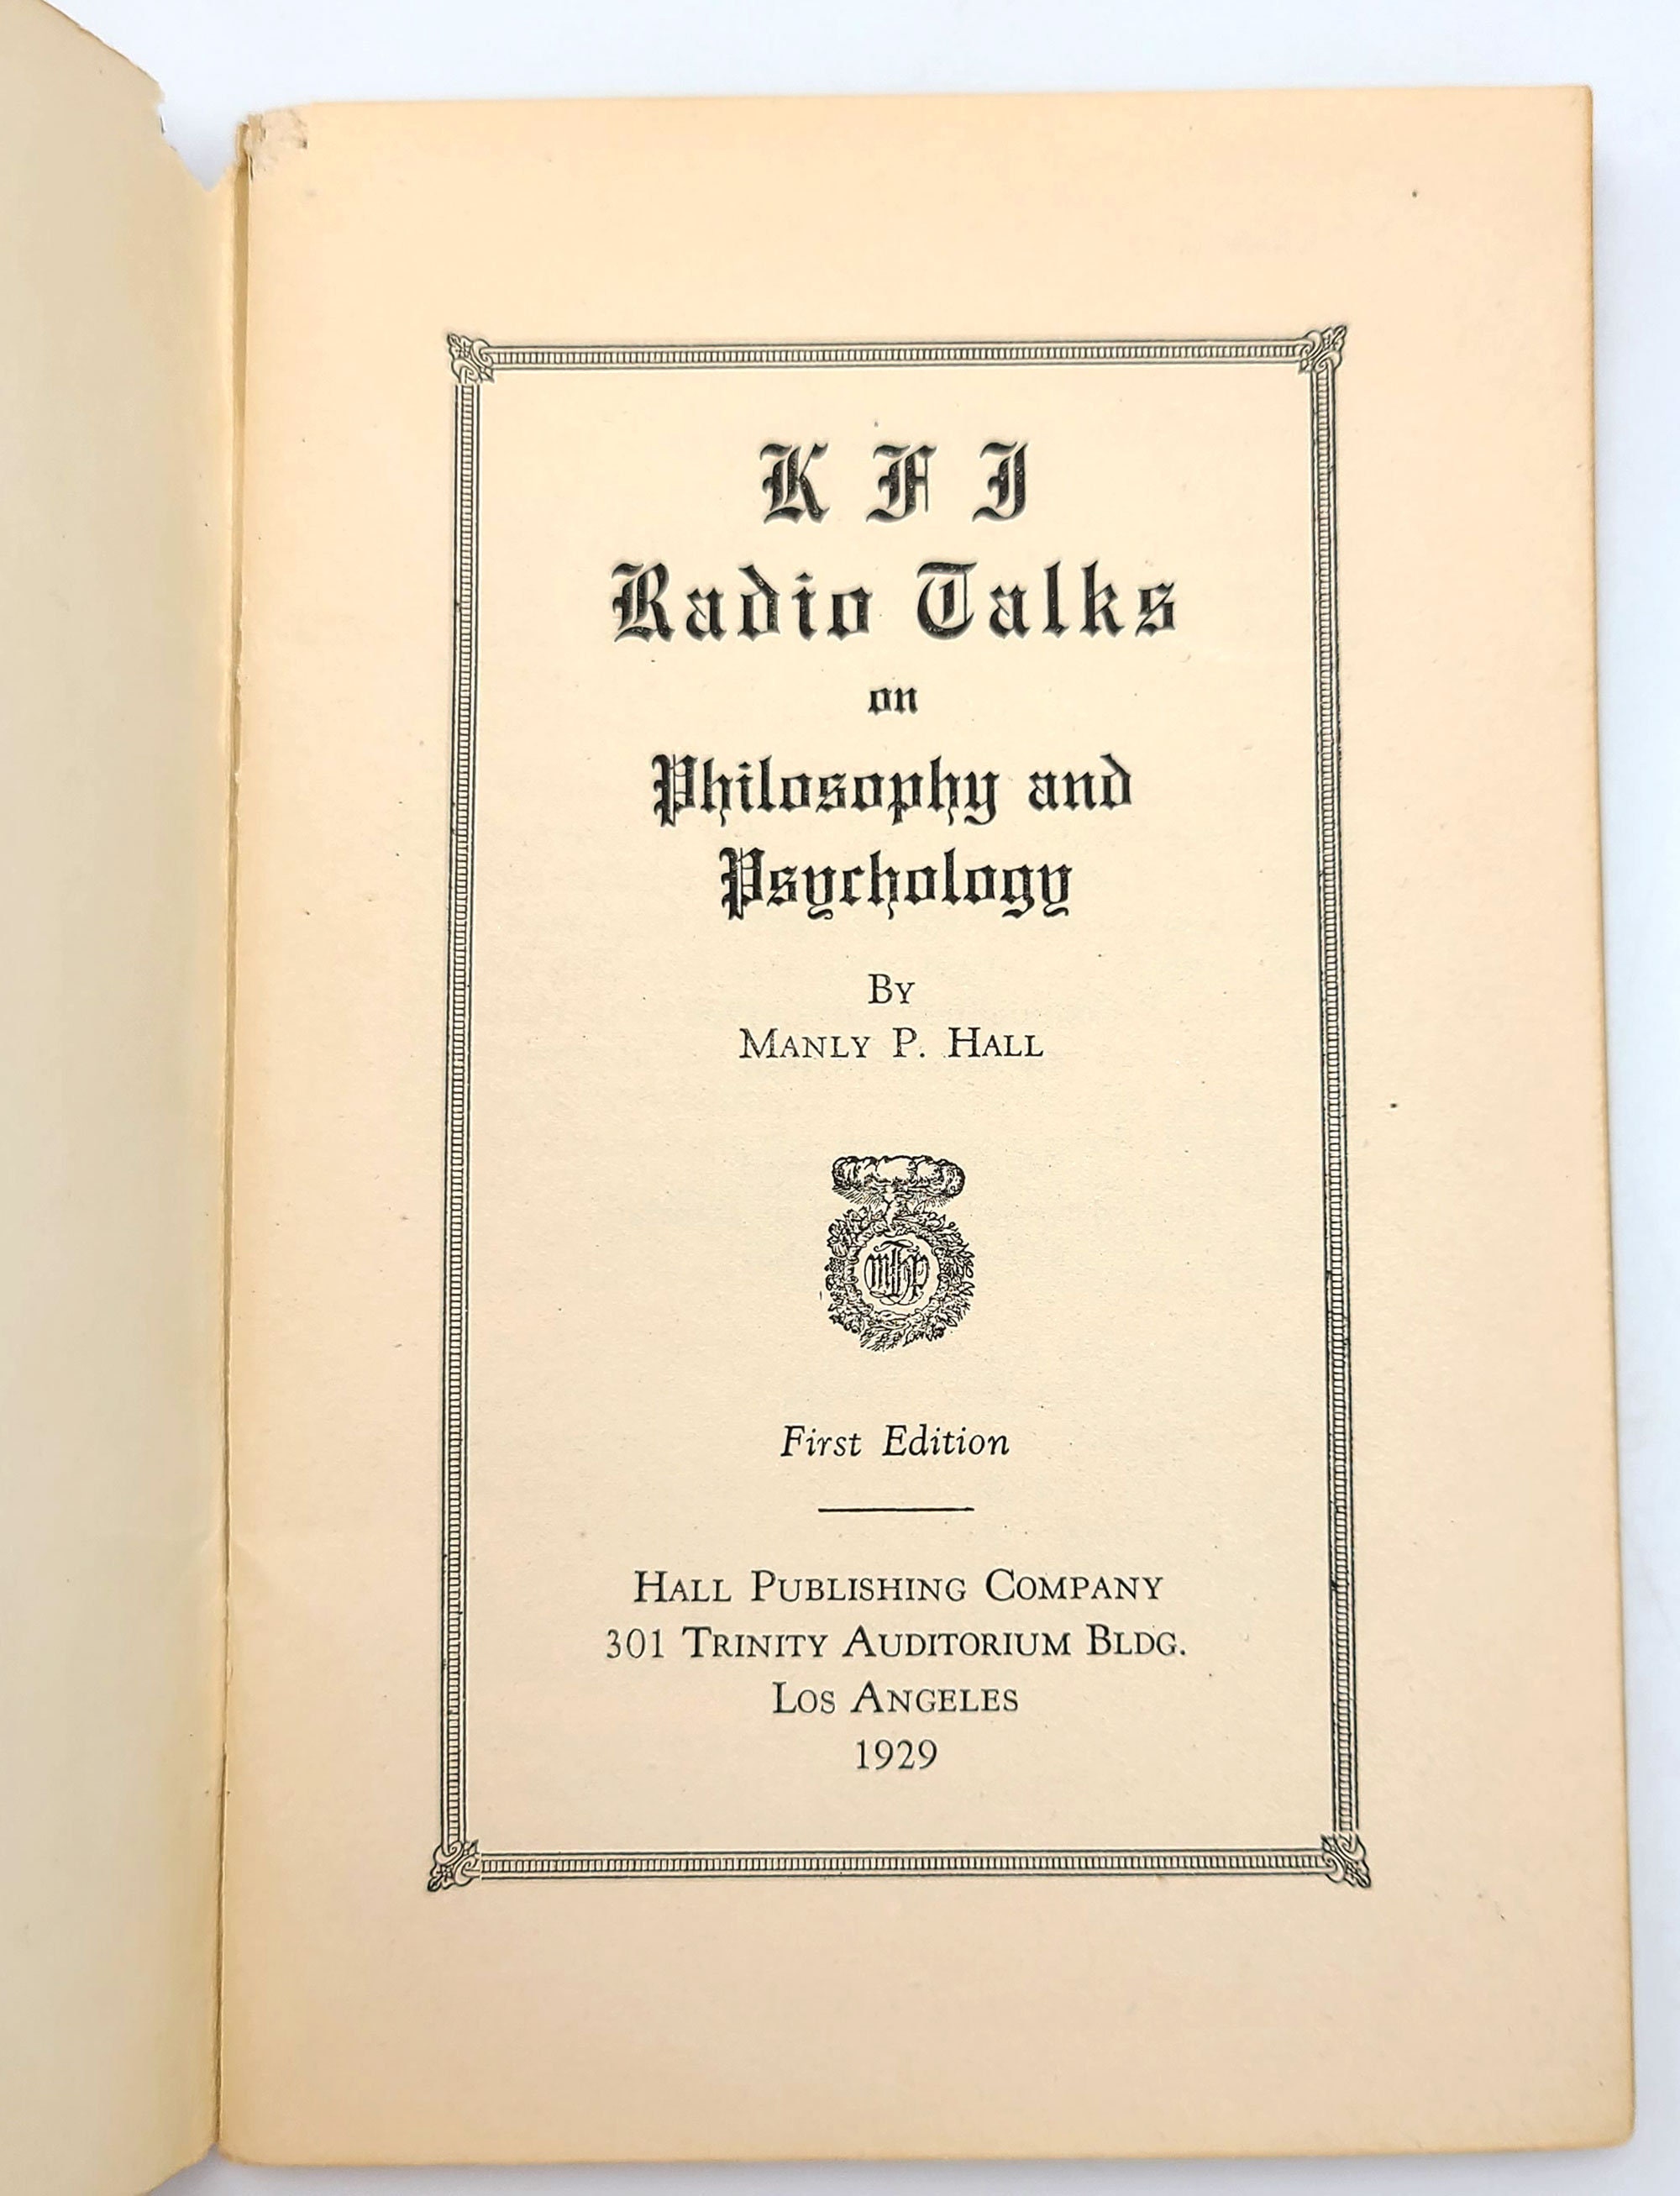 K F I
Radio Talks
on
Philosophy and
Psychology
By
Manly P. Hall
mhp
First Edition
Hall Publishing Company
301 Trinity Auditorium Bldg.
Los Angeles
1929